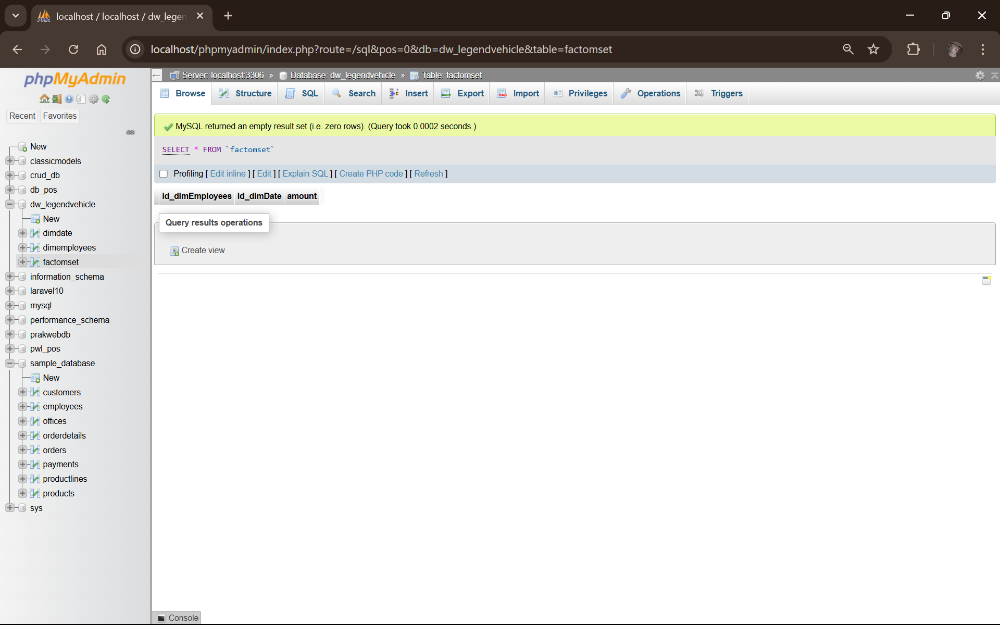 localhost / localhost / dw_legen
localhost/phpmyadmin/index.php?route=/sql&pos=0&db=dw_legendvehicle&table=factomset
phpMyAdmin
Recent Favorites
New
classicmodels
crud_db
db_pos
dw_legendvehicle
New
dimdate
dimemployees
factomset
information_schema
laravel10
mysql
performance_schema
prakwebdb
pwl_pos
sample_database
New
customers
employees
offices
orderdetails
orders
payments
productlines
products
sys
Server: localhost:3306 » Database: dw_legendvehicle » Table: factomset
Browse Structure SQL Search Insert Export Import Privileges Operations Triggers
MySQL returned an empty result set (i.e. zero rows). (Query took 0.0002 seconds.)
SELECT * FROM `factomset`
Profiling [ Edit inline ] [ Edit ] [ Explain SQL ] [ Create PHP code ] [ Refresh ]
id_dimEmployees id_dimDate amount
Query results operations
Create view
Console